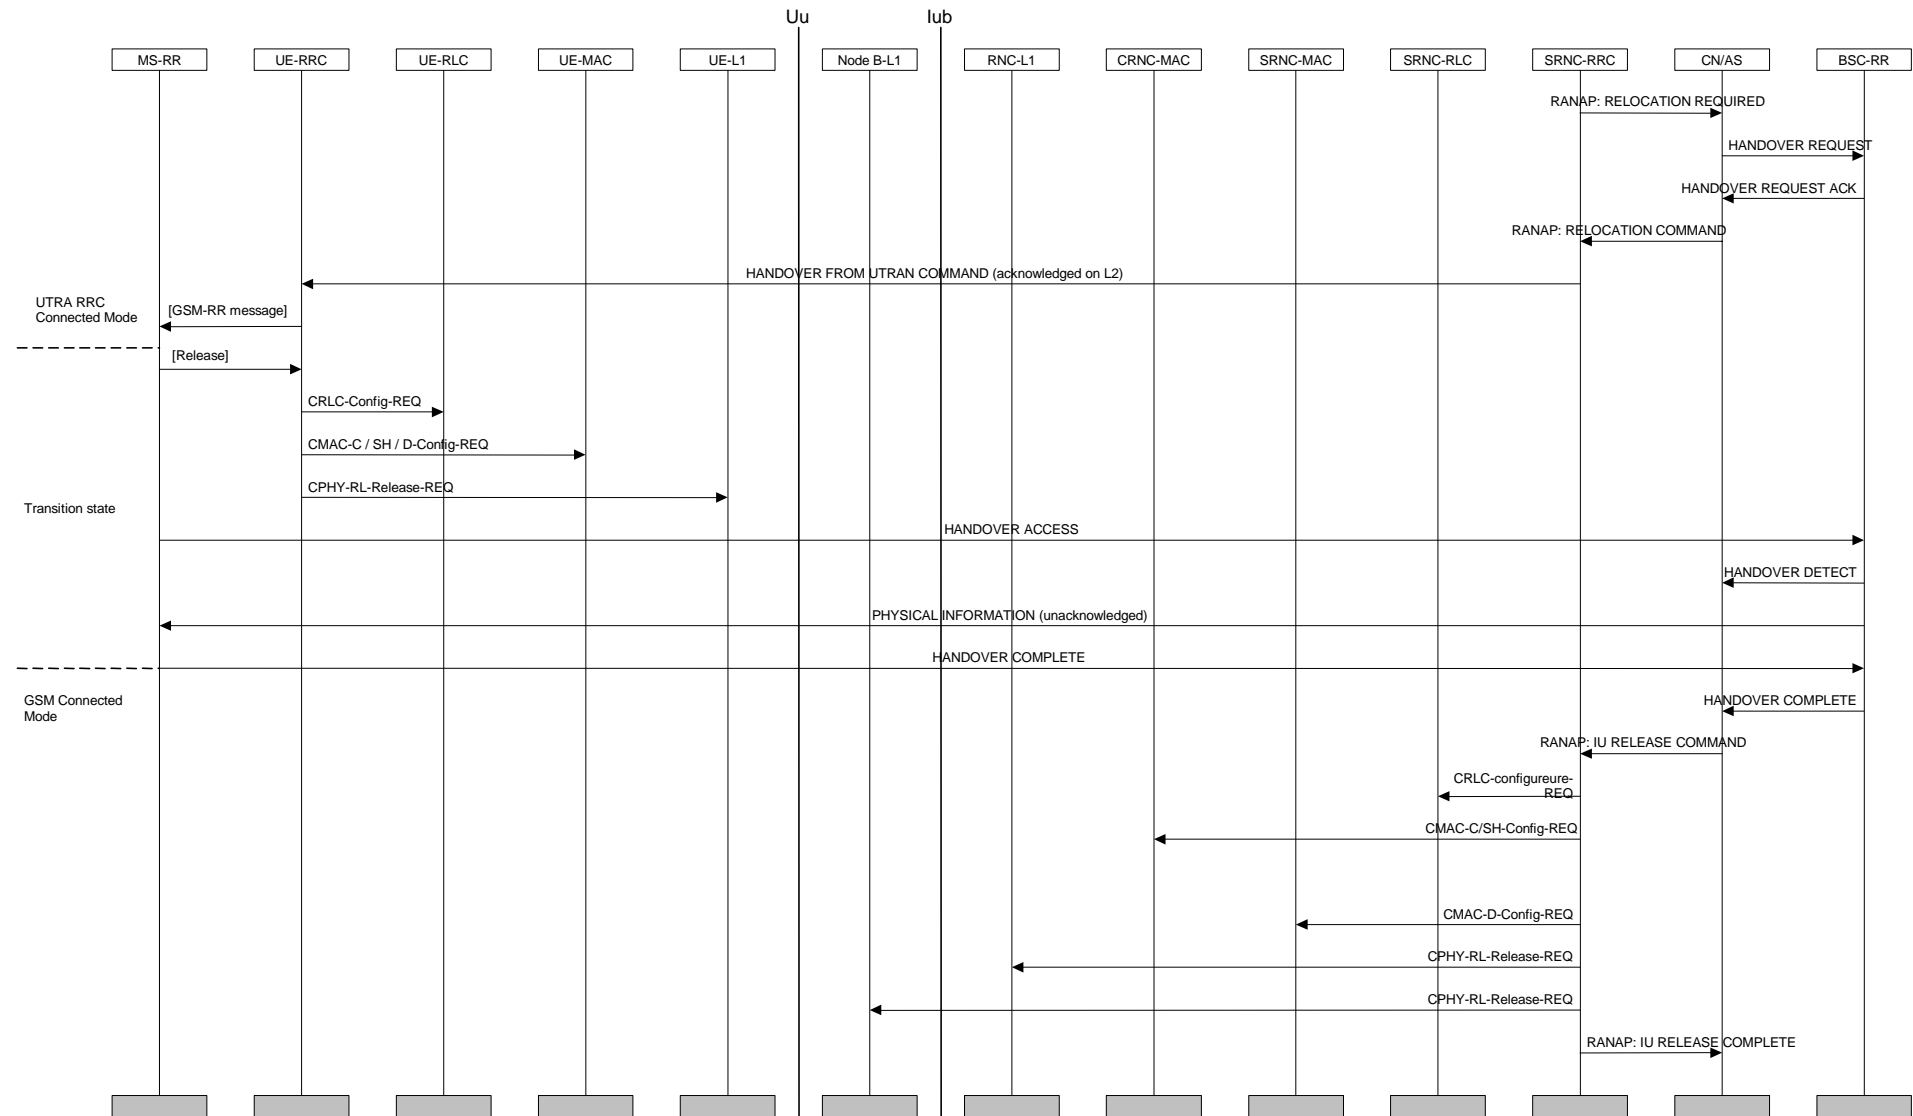 Uu
Iub
MS-RR
UE-RRC
UE-RLC
UE-MAC
UE-L1
Node B-L1
RNC-L1
CRNC-MAC
SRNC-MAC
SRNC-RLC
SRNC-RRC
CN/AS
BSC-RR
RANAP: RELOCATION REQUIRED
HANDOVER REQUEST
HANDOVER REQUEST ACK
RANAP: RELOCATION COMMAND
HANDOVER FROM UTRAN COMMAND (acknowledged on L2)
UTRA RRC
Connected Mode
[GSM-RR message]
[Release]
CRLC-Config-REQ
CMAC-C / SH / D-Config-REQ
CPHY-RL-Release-REQ
Transition state
HANDOVER ACCESS
HANDOVER DETECT
PHYSICAL INFORMATION (unacknowledged)
HANDOVER COMPLETE
GSM Connected
Mode
HANDOVER COMPLETE
RANAP: IU RELEASE COMMAND
CRLC-configureure-
REQ
CMAC-C/SH-Config-REQ
CMAC-D-Config-REQ
CPHY-RL-Release-REQ
CPHY-RL-Release-REQ
RANAP: IU RELEASE COMPLETE